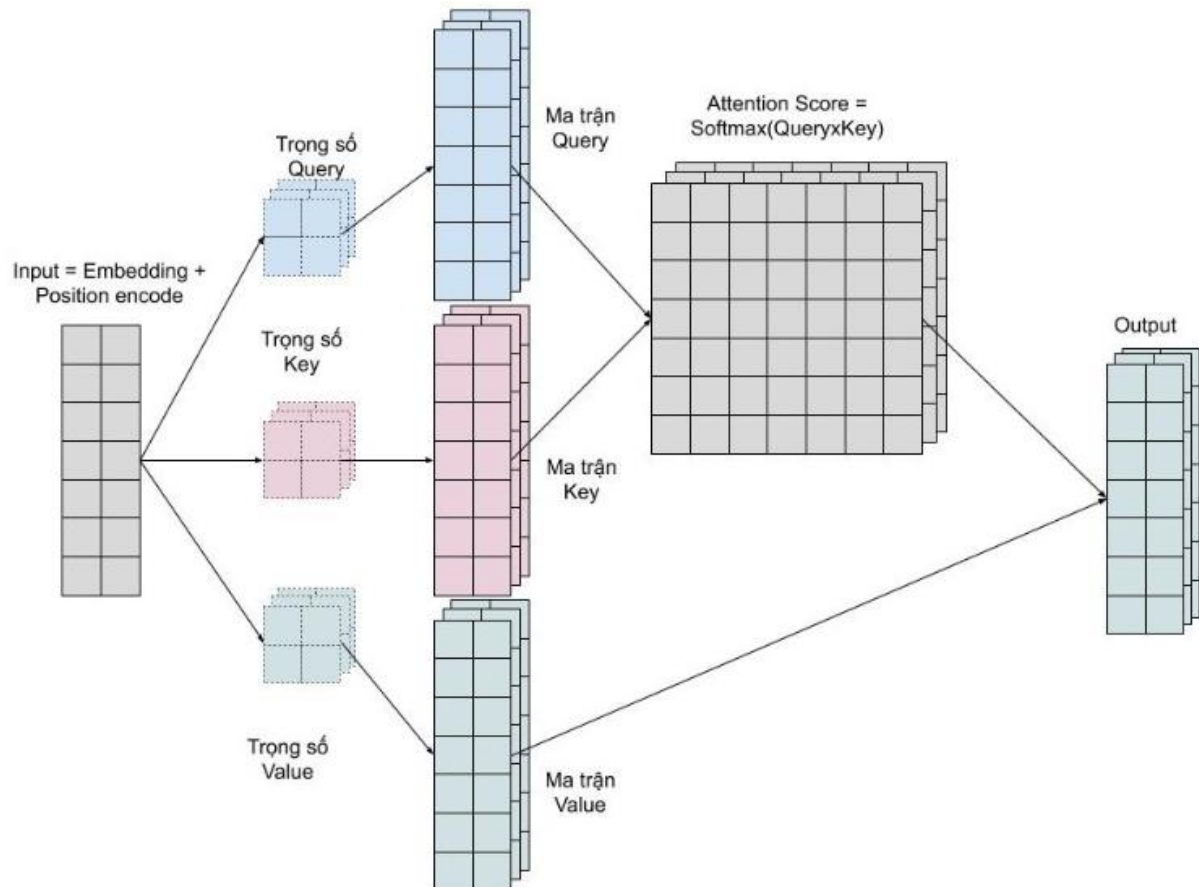 Attention Score =
Softmax(QueryxKey)
Ma trận
Query
Trọng số
Query
Input = Embedding +
Position encode
Trọng số
Key
Output
Ma trận
Key
Trọng số
Value
Ma trận
Value